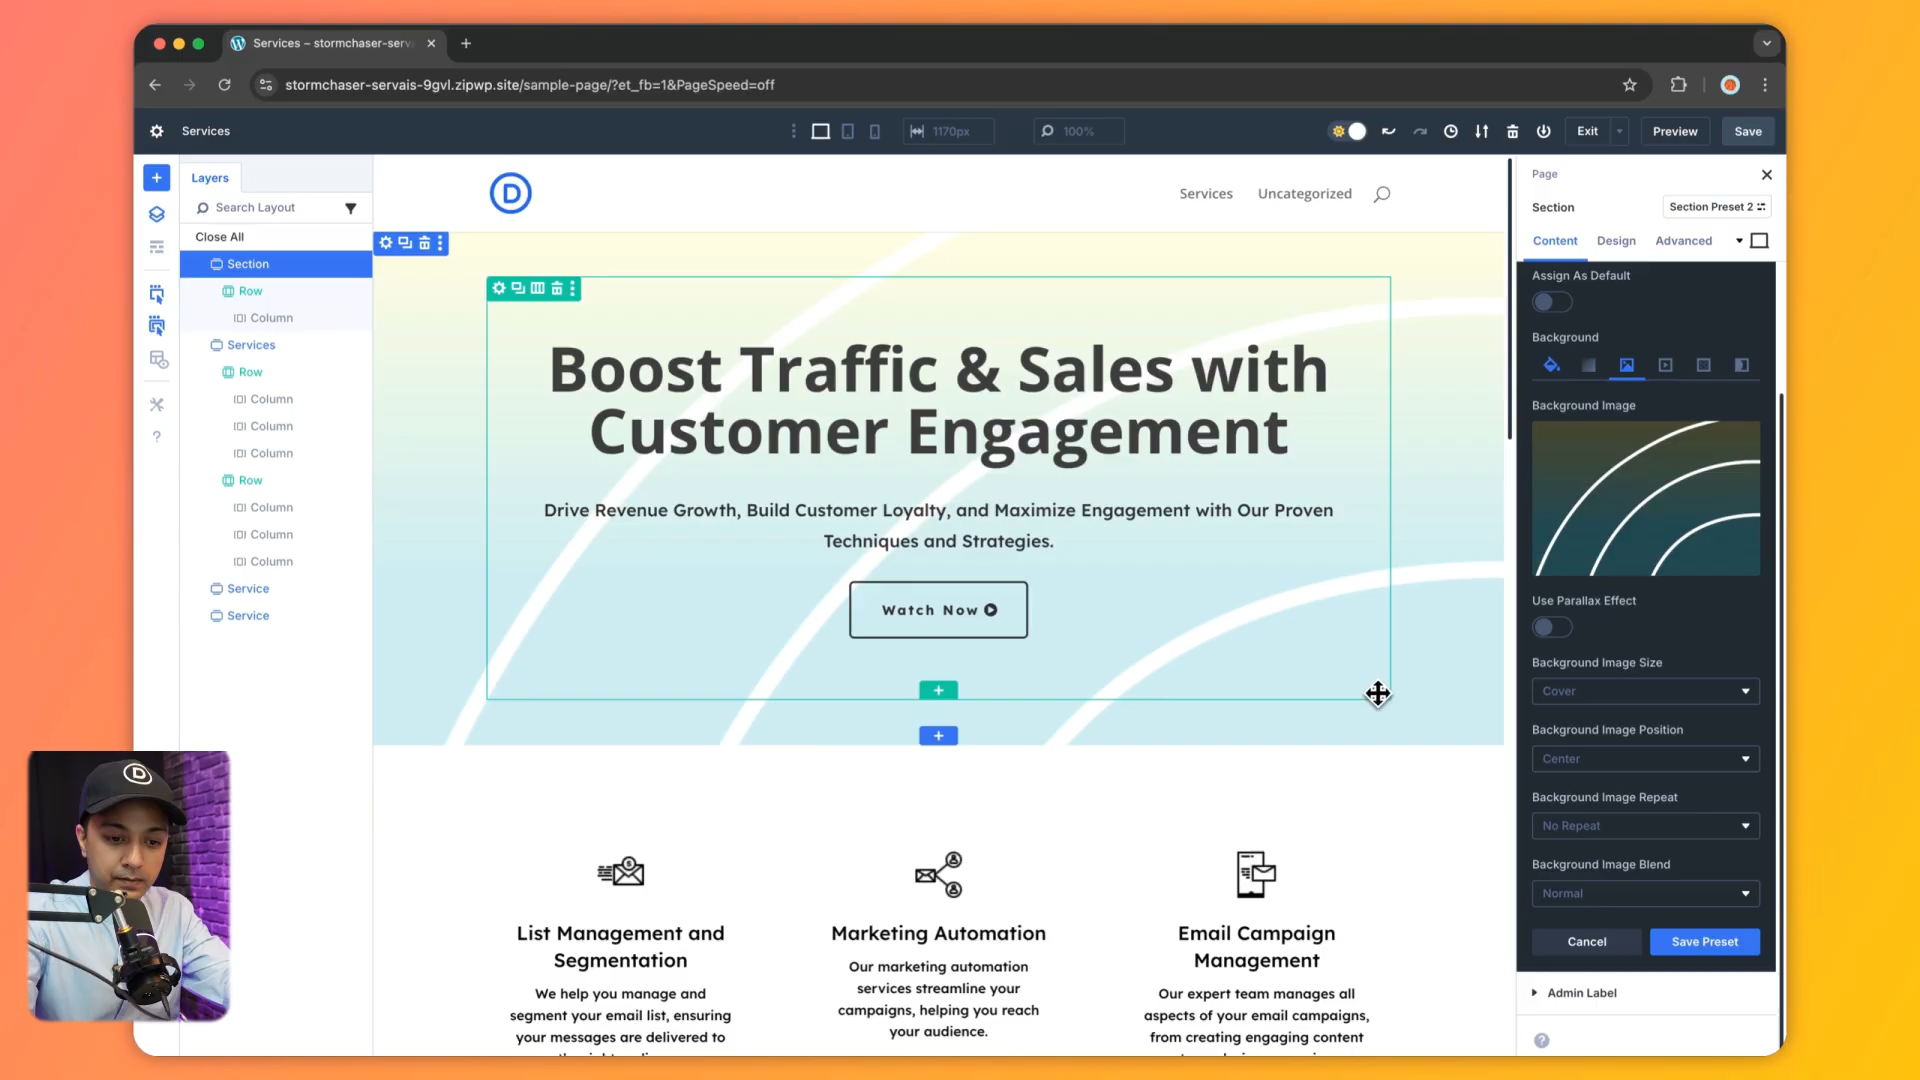 Services – stormchaser-serv
stormchaser-servais-9gvl.zipwp.site/sample-page/?et_fb=1&PageSpeed=off
Services
1170px
100%
Exit
Preview
Save
Layers
Search Layout
Close All
Section
Row
Column
Services
Row
Column
Column
Column
Row
Column
Column
Column
Service
Service
D
Services
Uncategorized
Boost Traffic & Sales with
Customer Engagement
Drive Revenue Growth, Build Customer Loyalty, and Maximize Engagement with Our Proven
Techniques and Strategies.
Watch Now
List Management and
Segmentation
We help you manage and
segment your email list, ensuring
your messages are delivered to
Marketing Automation
Our marketing automation
services streamline your
campaigns, helping you reach
your audience.
Email Campaign
Management
Our expert team manages all
aspects of your email campaigns,
from creating engaging content
Page
Section
Section Preset 2
Content
Design
Advanced
Assign As Default
Background
Background Image
Use Parallax Effect
Background Image Size
Cover
Background Image Position
Center
Background Image Repeat
No Repeat
Background Image Blend
Normal
Cancel
Save Preset
Admin Label
D